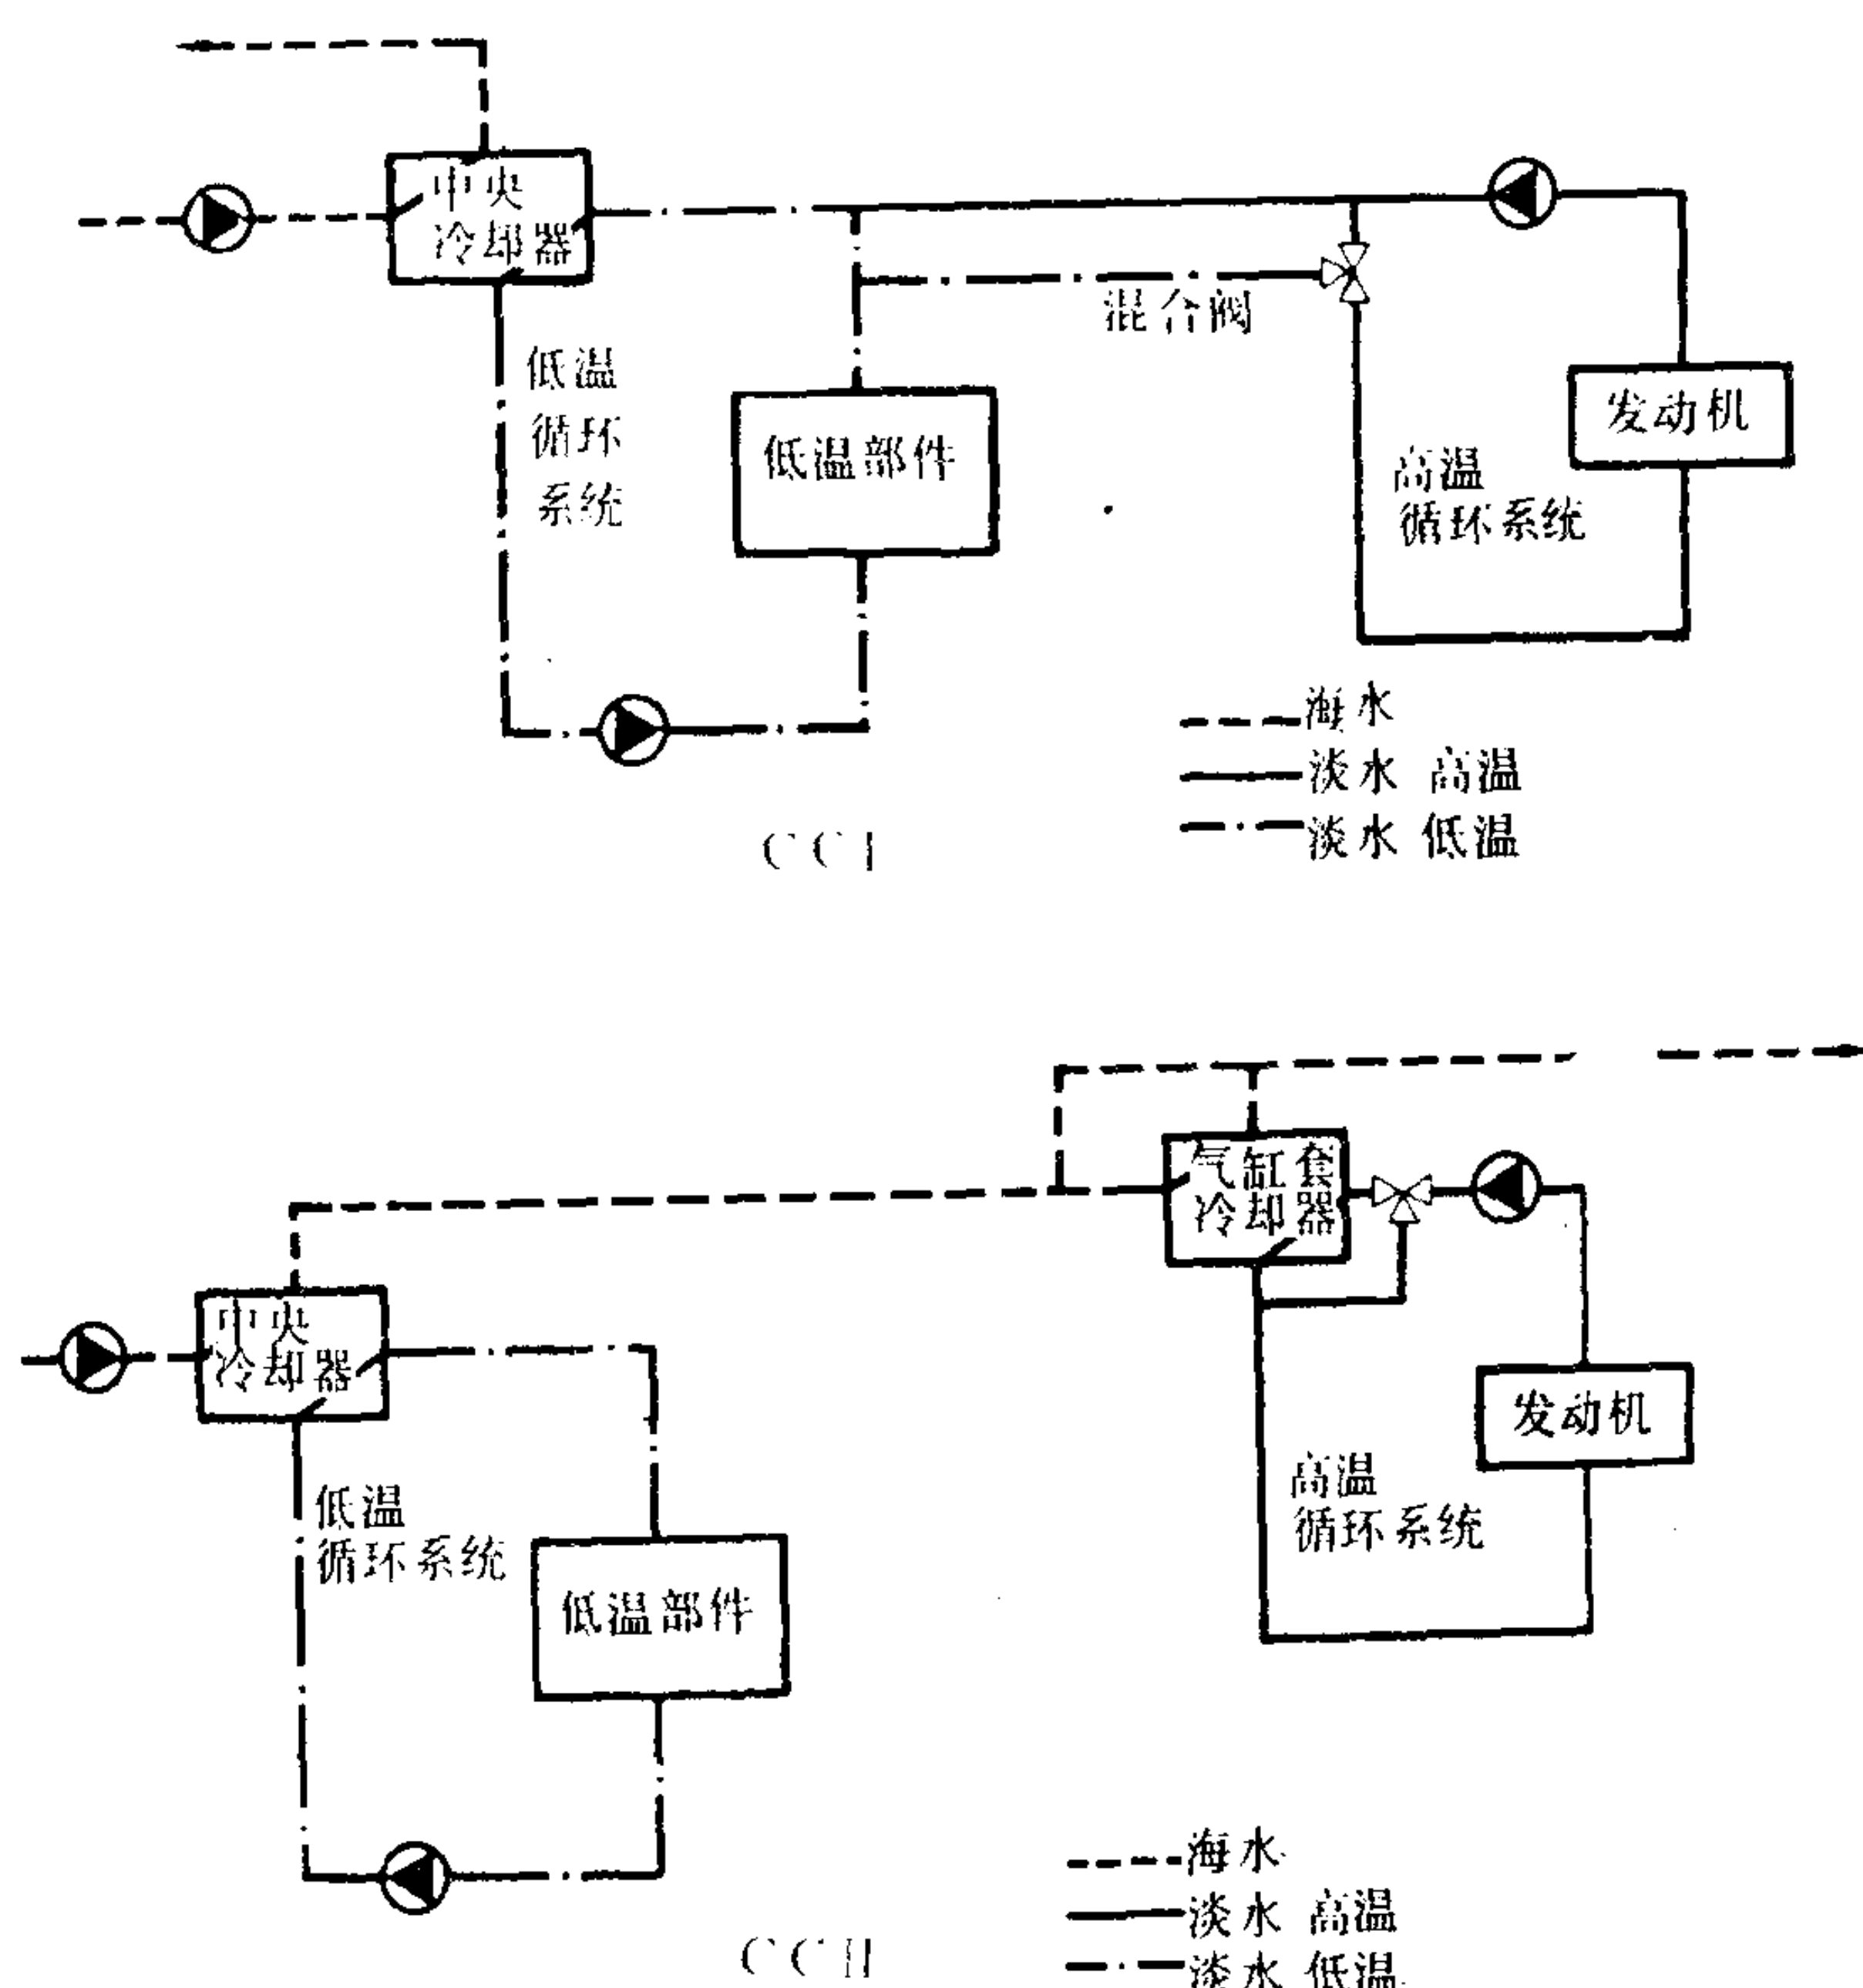 中央
冷却器
混合阀
低温
循环
系统
低温部件
发动机
高温
循环系统
海水
淡水 高温
淡水 低温
CCI
气缸套
冷却器
中央
冷却器
发动机
低温
循环系统
高温
循环系统
低温部件
海水
淡水 高温
淡水 低温
CCII